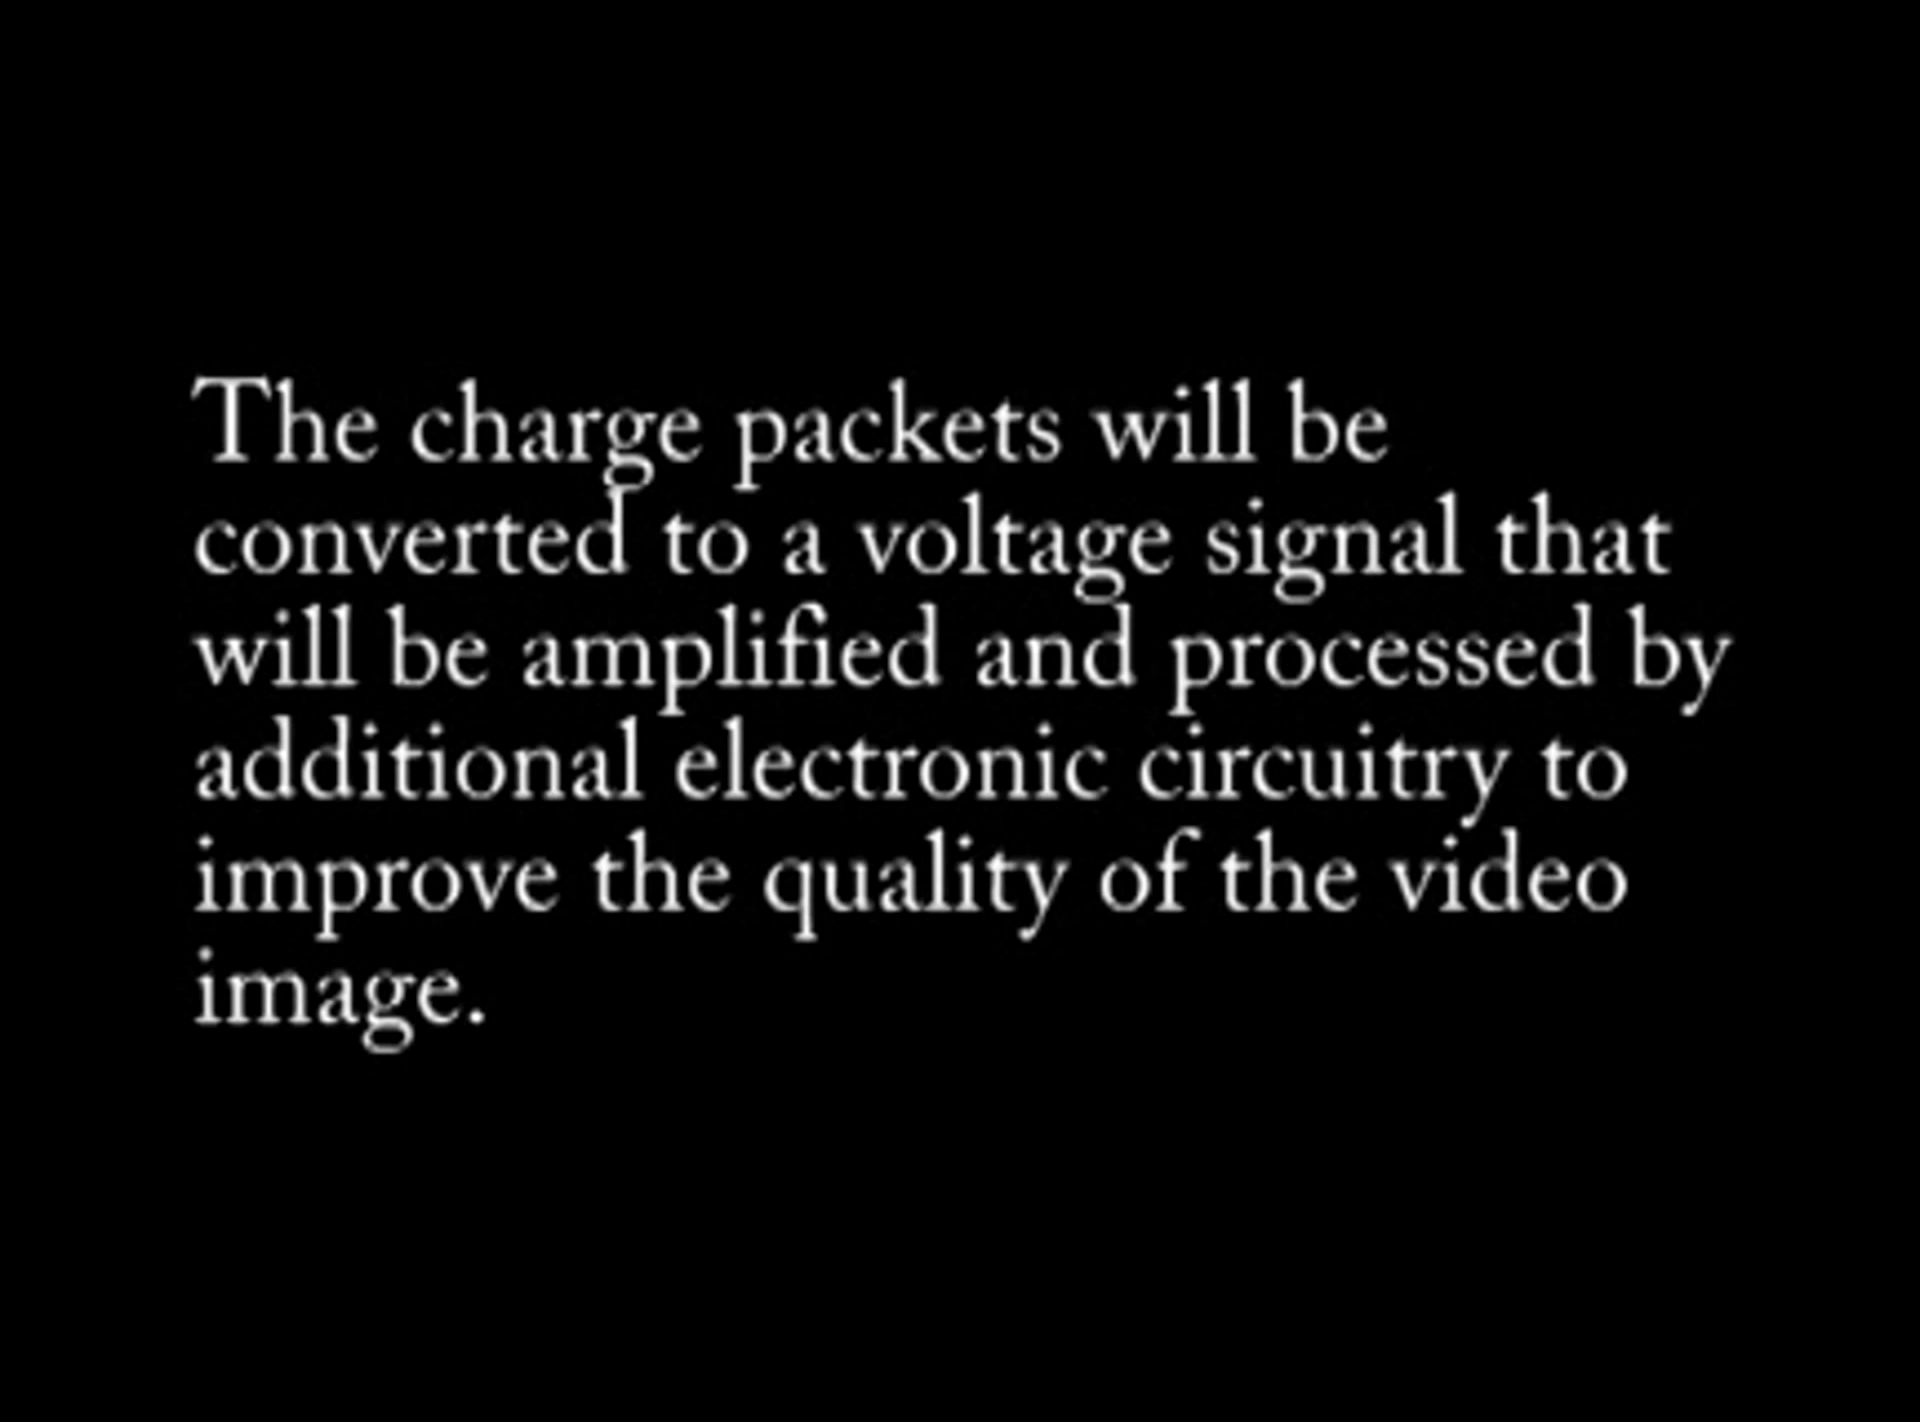 The charge packets will be
converted to a voltage signal that
will be amplified and processed by
additional electronic circuitry to
improve the quality of the video
image.